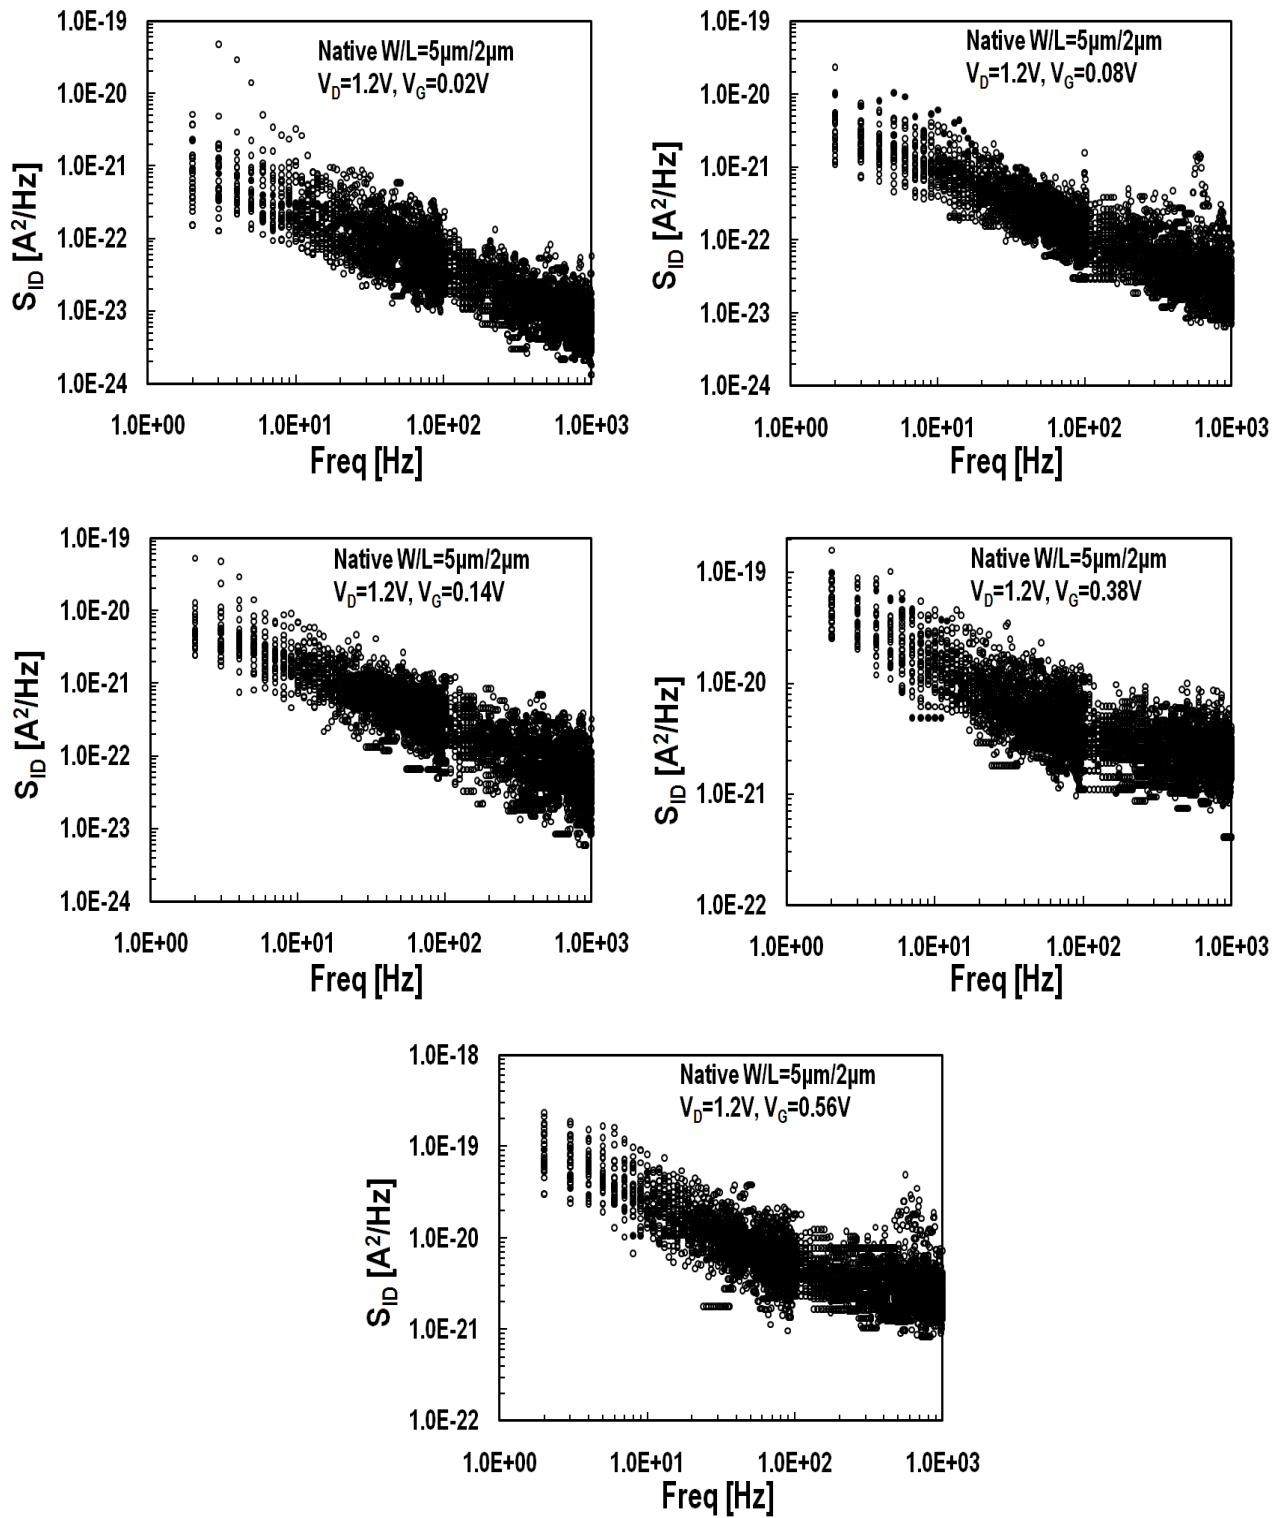 1.0E-19
1.0E-20
1.0E-21
1.0E-22
1.0E-23
1.0E-24
S_ID [A²/Hz]
Native W/L=5µm/2µm
V_D=1.2V, V_G=0.02V
1.0E+00 1.0E+01 1.0E+02 1.0E+03
Freq [Hz]
1.0E-19
1.0E-20
1.0E-21
1.0E-22
1.0E-23
1.0E-24
S_ID [A²/Hz]
Native W/L=5µm/2µm
V_D=1.2V, V_G=0.08V
1.0E+00 1.0E+01 1.0E+02 1.0E+03
Freq [Hz]
1.0E-19
1.0E-20
1.0E-21
1.0E-22
1.0E-23
1.0E-24
S_ID [A²/Hz]
Native W/L=5µm/2µm
V_D=1.2V, V_G=0.14V
1.0E+00 1.0E+01 1.0E+02 1.0E+03
Freq [Hz]
1.0E-19
1.0E-20
1.0E-21
1.0E-22
S_ID [A²/Hz]
Native W/L=5µm/2µm
V_D=1.2V, V_G=0.38V
1.0E+00 1.0E+01 1.0E+02 1.0E+03
Freq [Hz]
1.0E-18
1.0E-19
1.0E-20
1.0E-21
1.0E-22
S_ID [A²/Hz]
Native W/L=5µm/2µm
V_D=1.2V, V_G=0.56V
1.0E+00 1.0E+01 1.0E+02 1.0E+03
Freq [Hz]